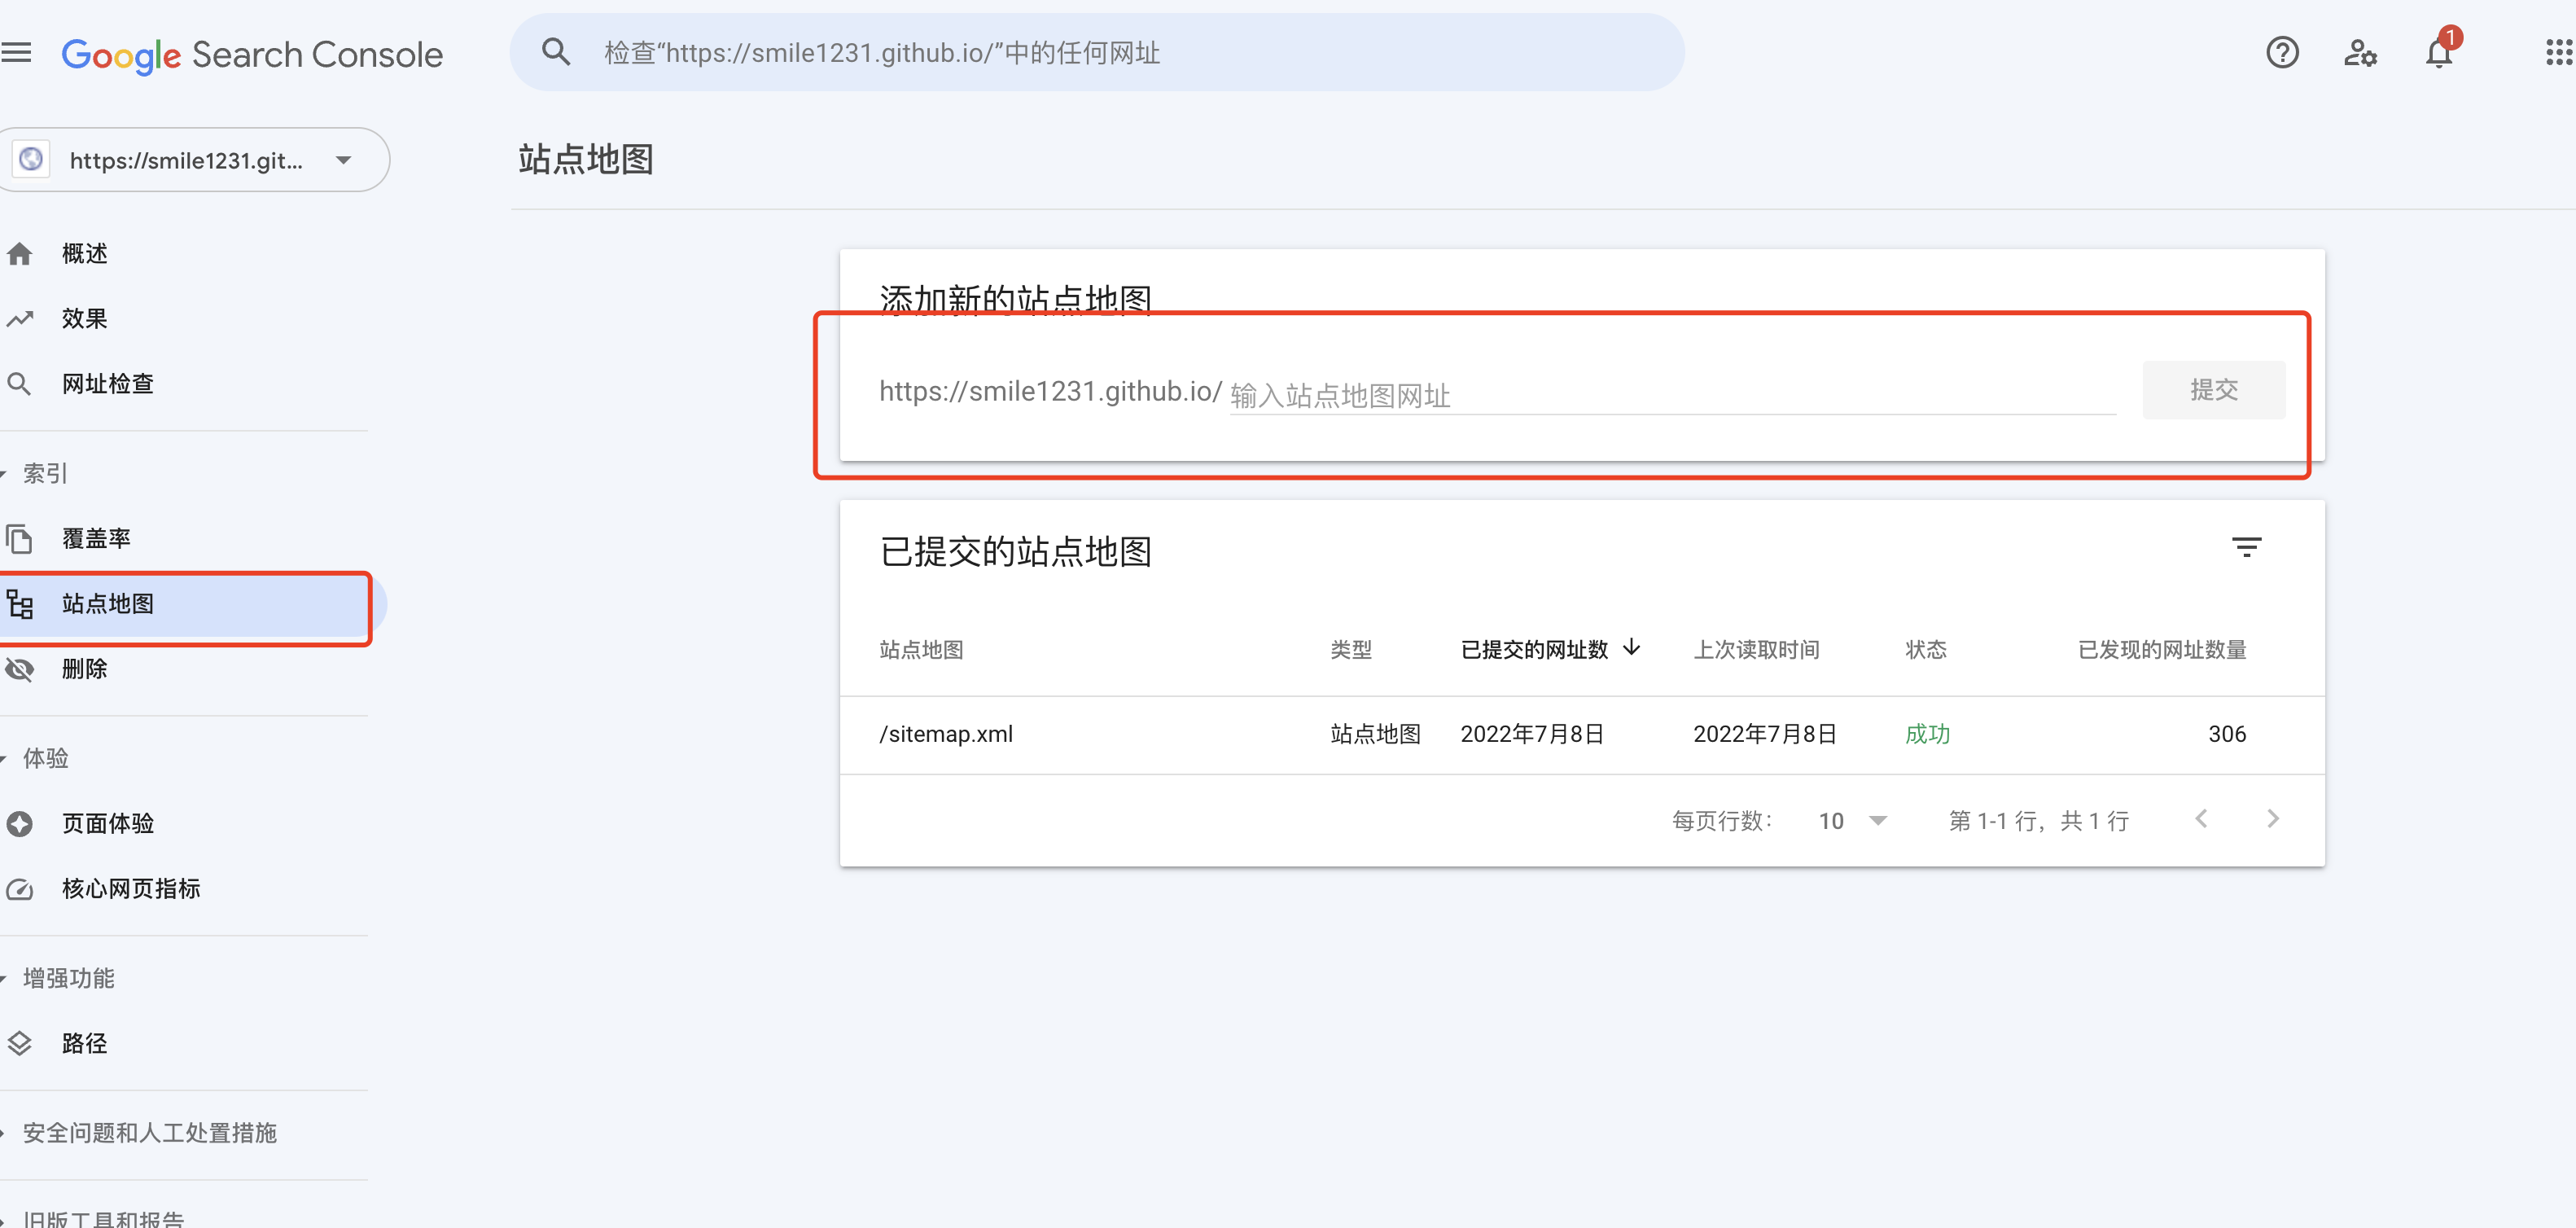 Google Search Console
检查“https://smile1231.github.io/”中的任何网址
1
https://smile1231.git...
站点地图
概述
效果
网址检查
索引
覆盖率
站点地图
删除
体验
页面体验
核心网页指标
增强功能
路径
安全问题和人工处置措施
旧版工具和报告
添加新的站点地图
https://smile1231.github.io/ 输入站点地图网址
提交
已提交的站点地图
站点地图 类型 已提交的网址数 上次读取时间 状态 已发现的网址数量
/sitemap.xml 站点地图 2022年7月8日 2022年7月8日 成功 306
每页行数： 10 第 1-1 行，共 1 行